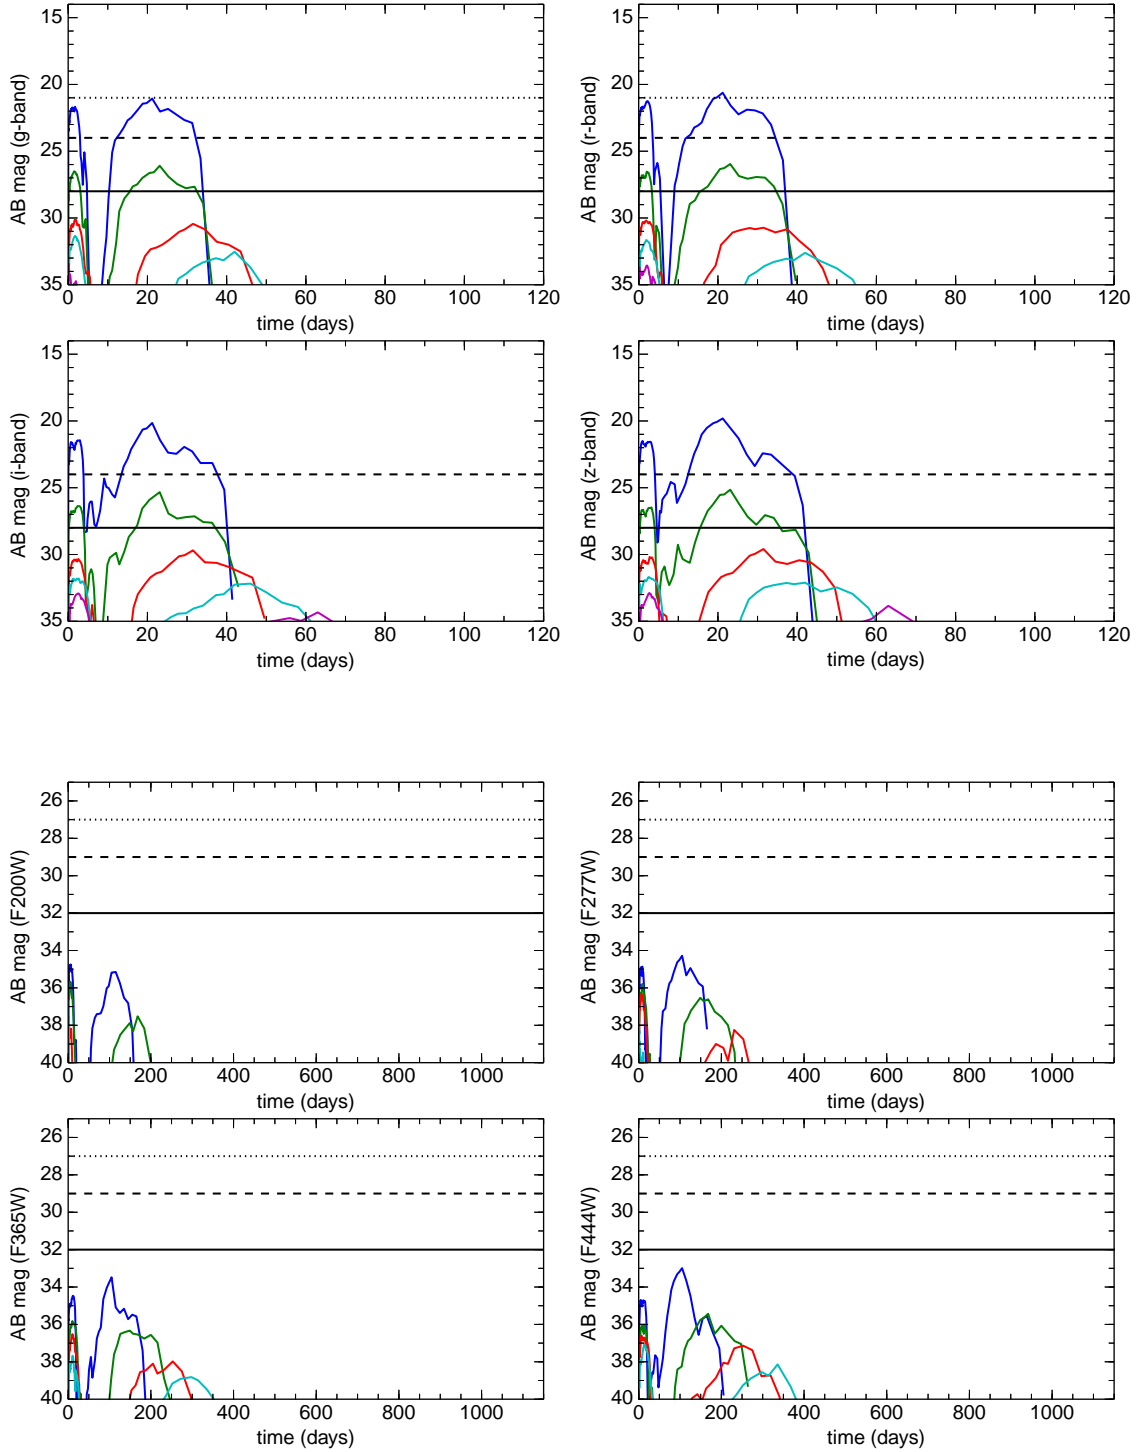 15
20
25
30
35
AB mag (g-band)
0 20 40 60 80 100 120
time (days)
15
20
25
30
35
AB mag (r-band)
0 20 40 60 80 100 120
time (days)
15
20
25
30
35
AB mag (i-band)
0 20 40 60 80 100 120
time (days)
15
20
25
30
35
AB mag (z-band)
0 20 40 60 80 100 120
time (days)
26
28
30
32
34
36
38
40
AB mag (F200W)
0 200 400 600 800 1000
time (days)
26
28
30
32
34
36
38
40
AB mag (F277W)
0 200 400 600 800 1000
time (days)
26
28
30
32
34
36
38
40
AB mag (F365W)
0 200 400 600 800 1000
time (days)
26
28
30
32
34
36
38
40
AB mag (F444W)
0 200 400 600 800 1000
time (days)